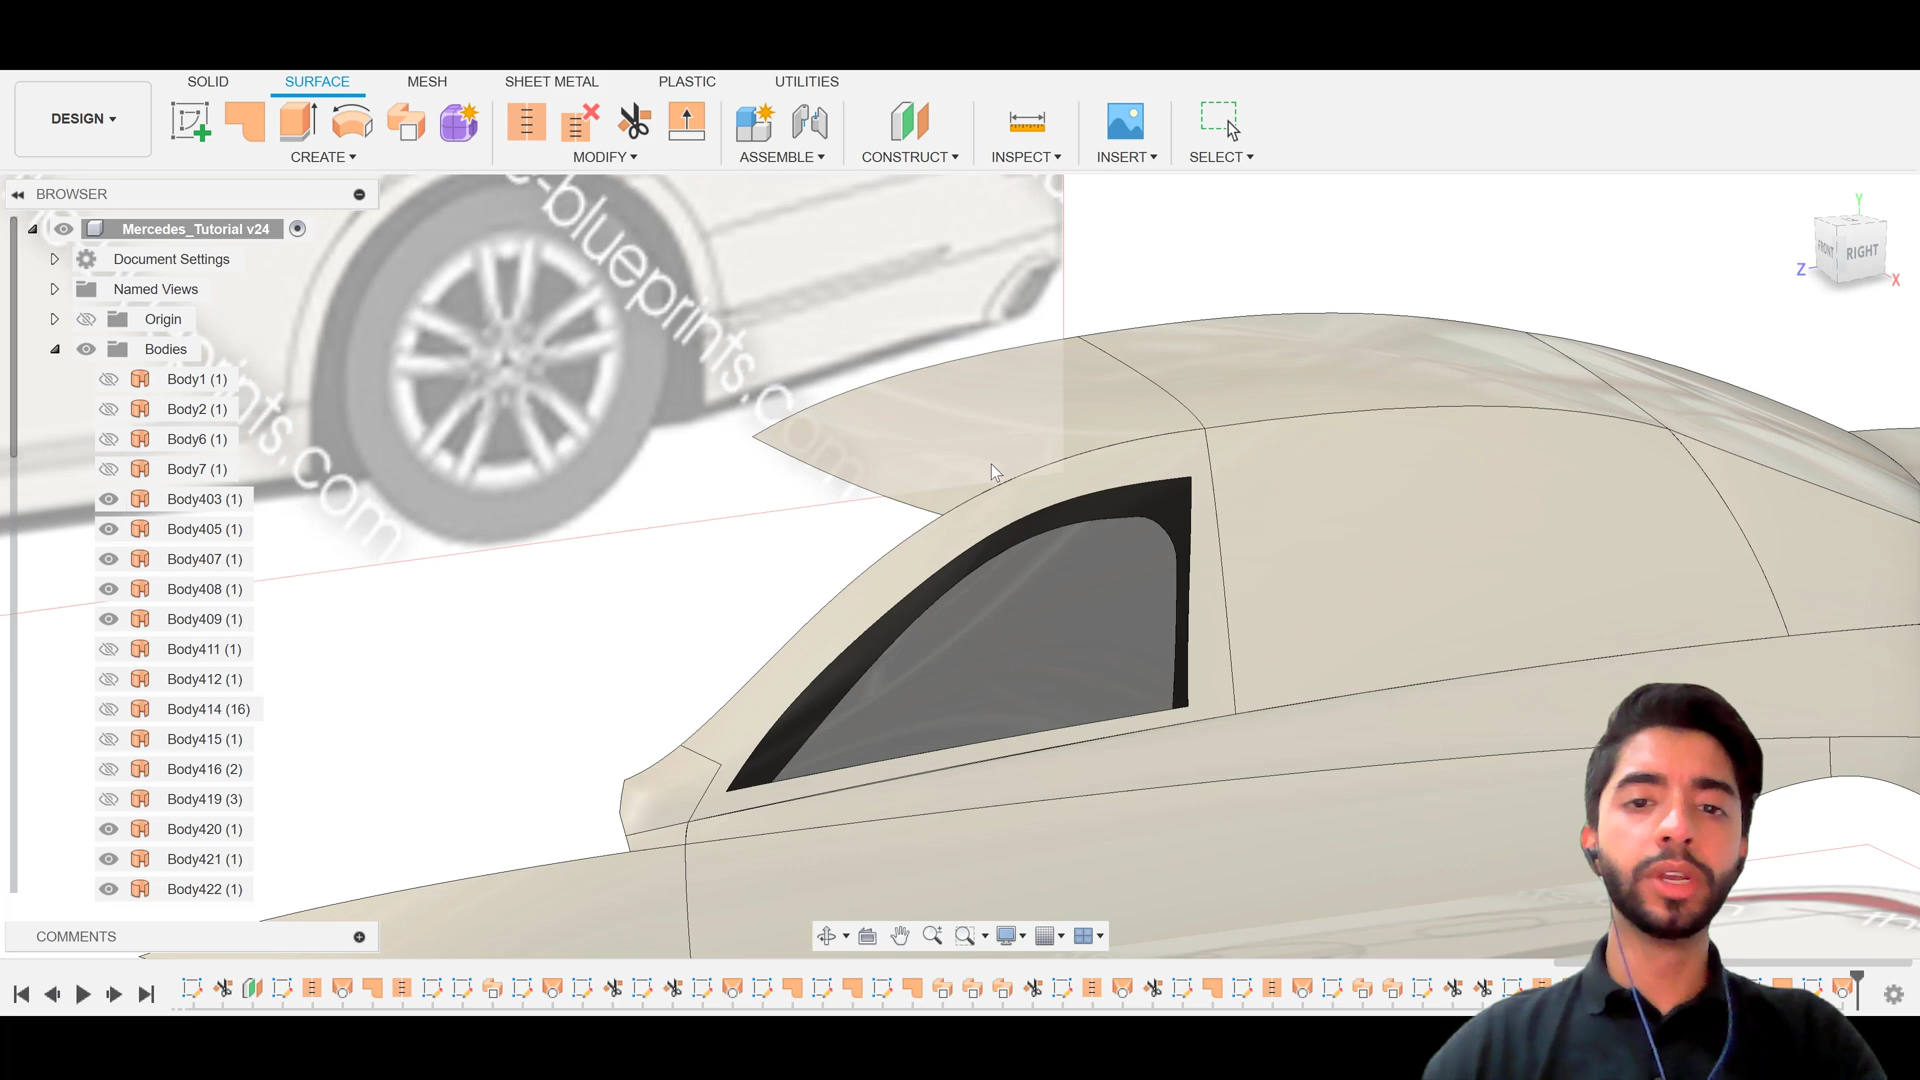 SOLID
SURFACE
MESH
SHEET METAL
PLASTIC
UTILITIES
DESIGN
CREATE
MODIFY
ASSEMBLE
CONSTRUCT
INSPECT
INSERT
SELECT
BROWSER
Mercedes_Tutorial v24
Document Settings
Named Views
Origin
Bodies
Body1 (1)
Body2 (1)
Body6 (1)
Body7 (1)
Body403 (1)
Body405 (1)
Body407 (1)
Body408 (1)
Body409 (1)
Body411 (1)
Body412 (1)
Body414 (16)
Body415 (1)
Body416 (2)
Body419 (3)
Body420 (1)
Body421 (1)
Body422 (1)
COMMENTS
e-blueprints.com
prints.com
Y
FRONT
RIGHT
Z
X